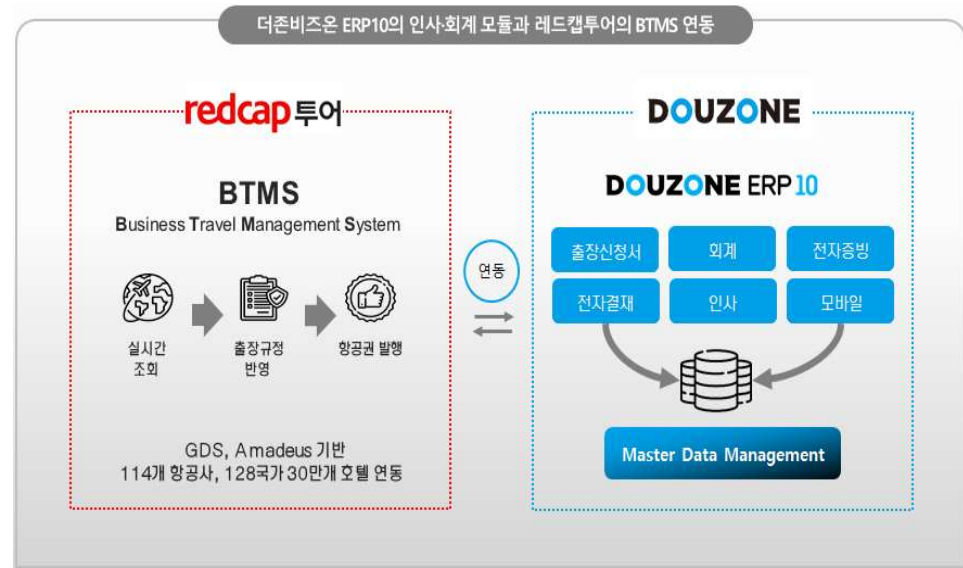 더존비즈온 ERP10의 인사·회계 모듈과 레드캡투어의 BTMS 연동
redcap투어
BTMS
Business Travel Management System
실시간
조회
출장규정
반영
항공권 발행
GDS, Amadeus 기반
114개 항공사, 128국가 30만개 호텔 연동
연동
DOUZONE
DOUZONE ERP 10
출장신청서 회계 전자증빙
전자결재 인사 모바일
Master Data Management